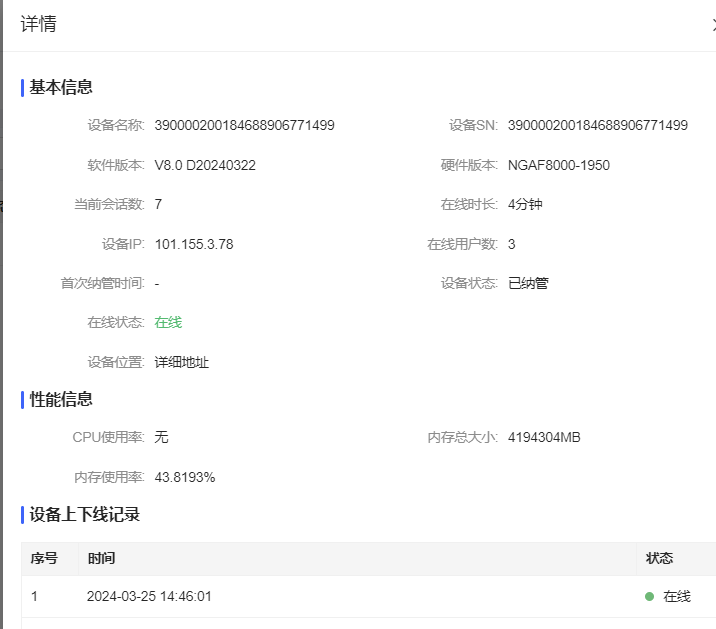 详情
基本信息
设备名称: 390000200184688906771499 设备SN: 390000200184688906771499
软件版本: V8.0 D20240322 硬件版本: NGAF8000-1950
当前会话数: 7 在线时长: 4分钟
设备IP: 101.155.3.78 在线用户数: 3
首次纳管时间: - 设备状态: 已纳管
在线状态: 在线
设备位置: 详细地址
性能信息
CPU使用率: 无 内存总大小: 4194304MB
内存使用率: 43.8193%
设备上下线记录
序号 时间 状态
1 2024-03-25 14:46:01 在线